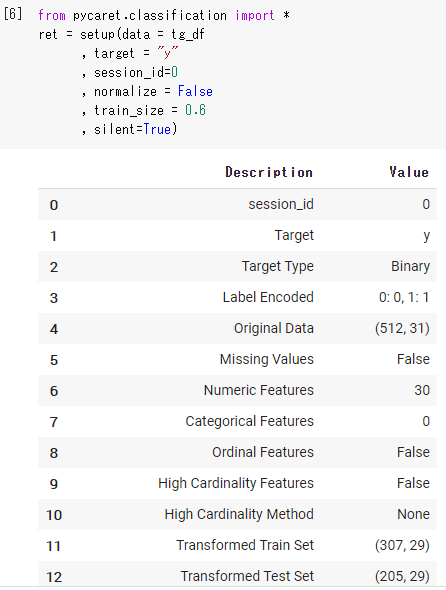 [6] from pycaret.classification import *
ret = setup(data = tg_df
, target = "y"
, session_id=0
, normalize = False
, train_size = 0.6
, silent=True)
Description Value
0 session_id 0
1 Target y
2 Target Type Binary
3 Label Encoded 0: 0, 1: 1
4 Original Data (512, 31)
5 Missing Values False
6 Numeric Features 30
7 Categorical Features 0
8 Ordinal Features False
9 High Cardinality Features False
10 High Cardinality Method None
11 Transformed Train Set (307, 29)
12 Transformed Test Set (205, 29)